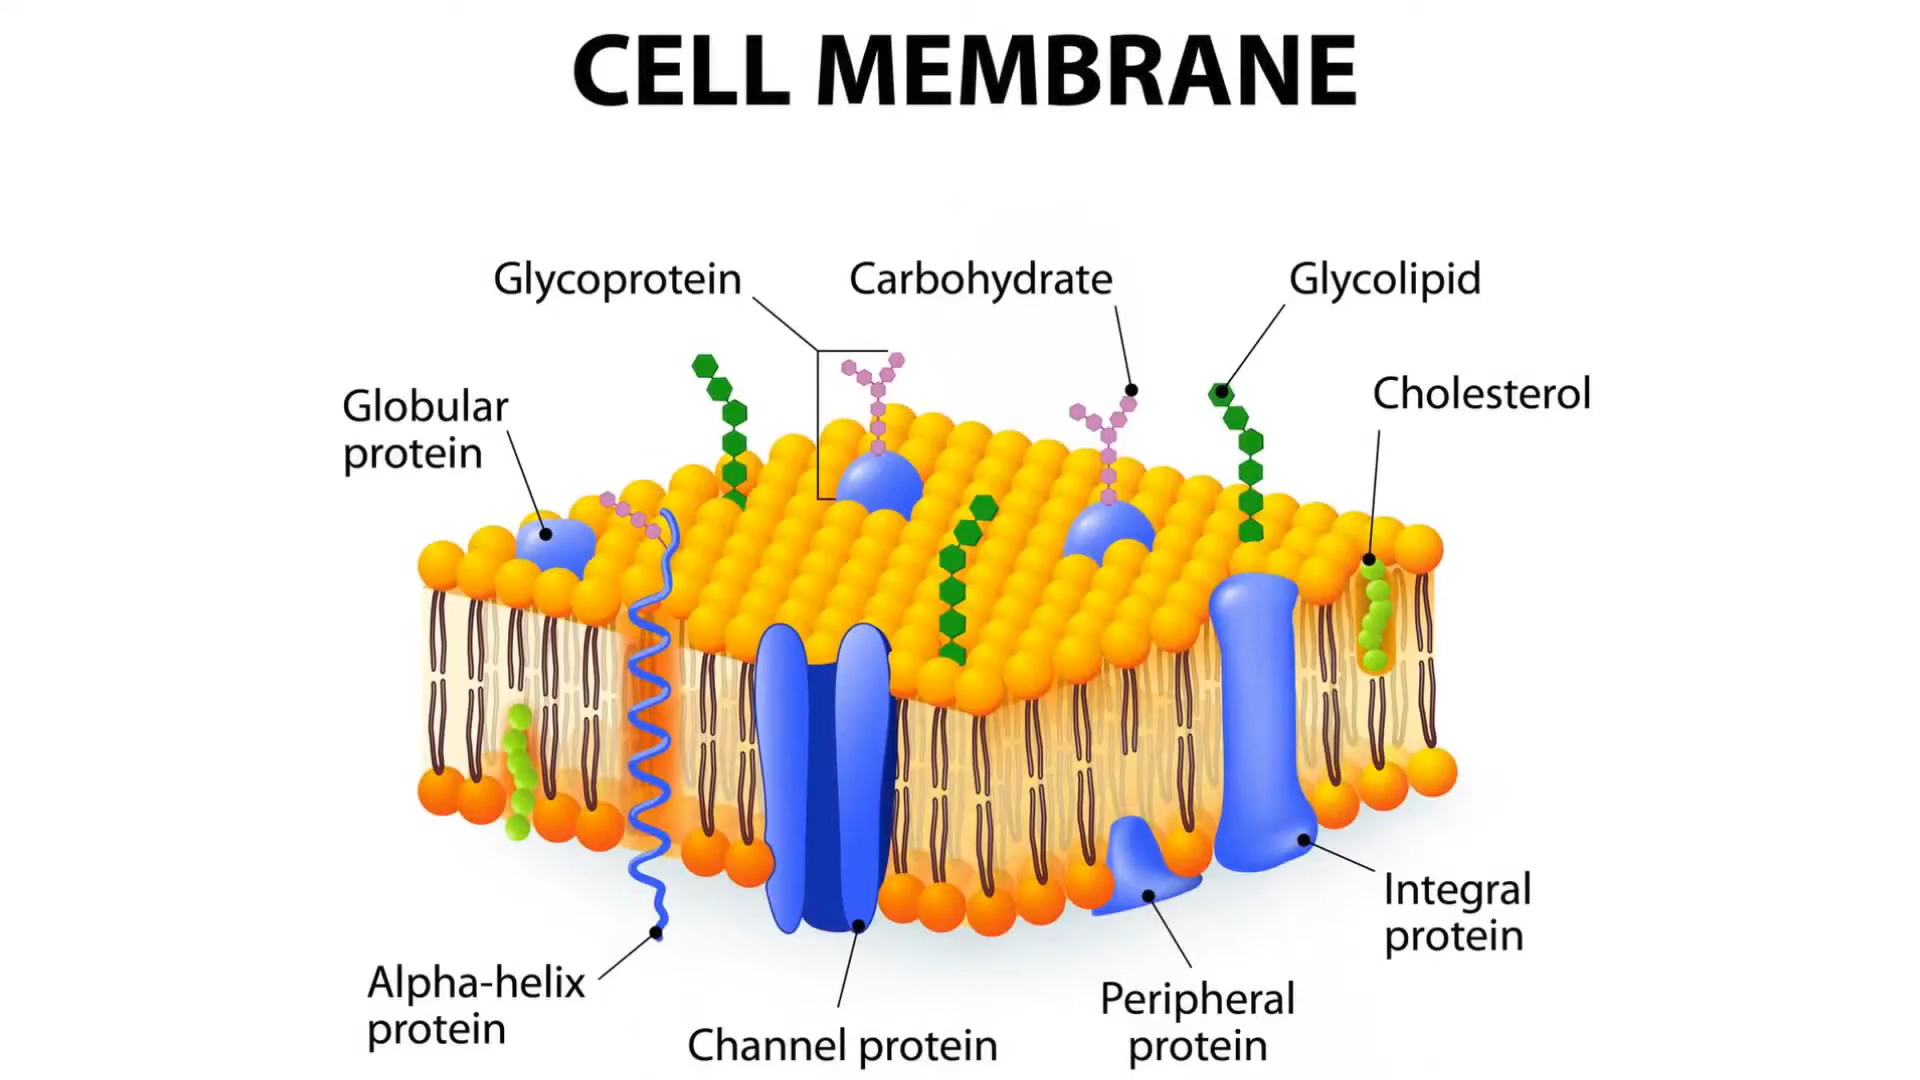 CELL MEMBRANE
Glycoprotein
Carbohydrate
Glycolipid
Globular
protein
Cholesterol
Integral
protein
Alpha-helix
protein
Peripheral
protein
Channel protein